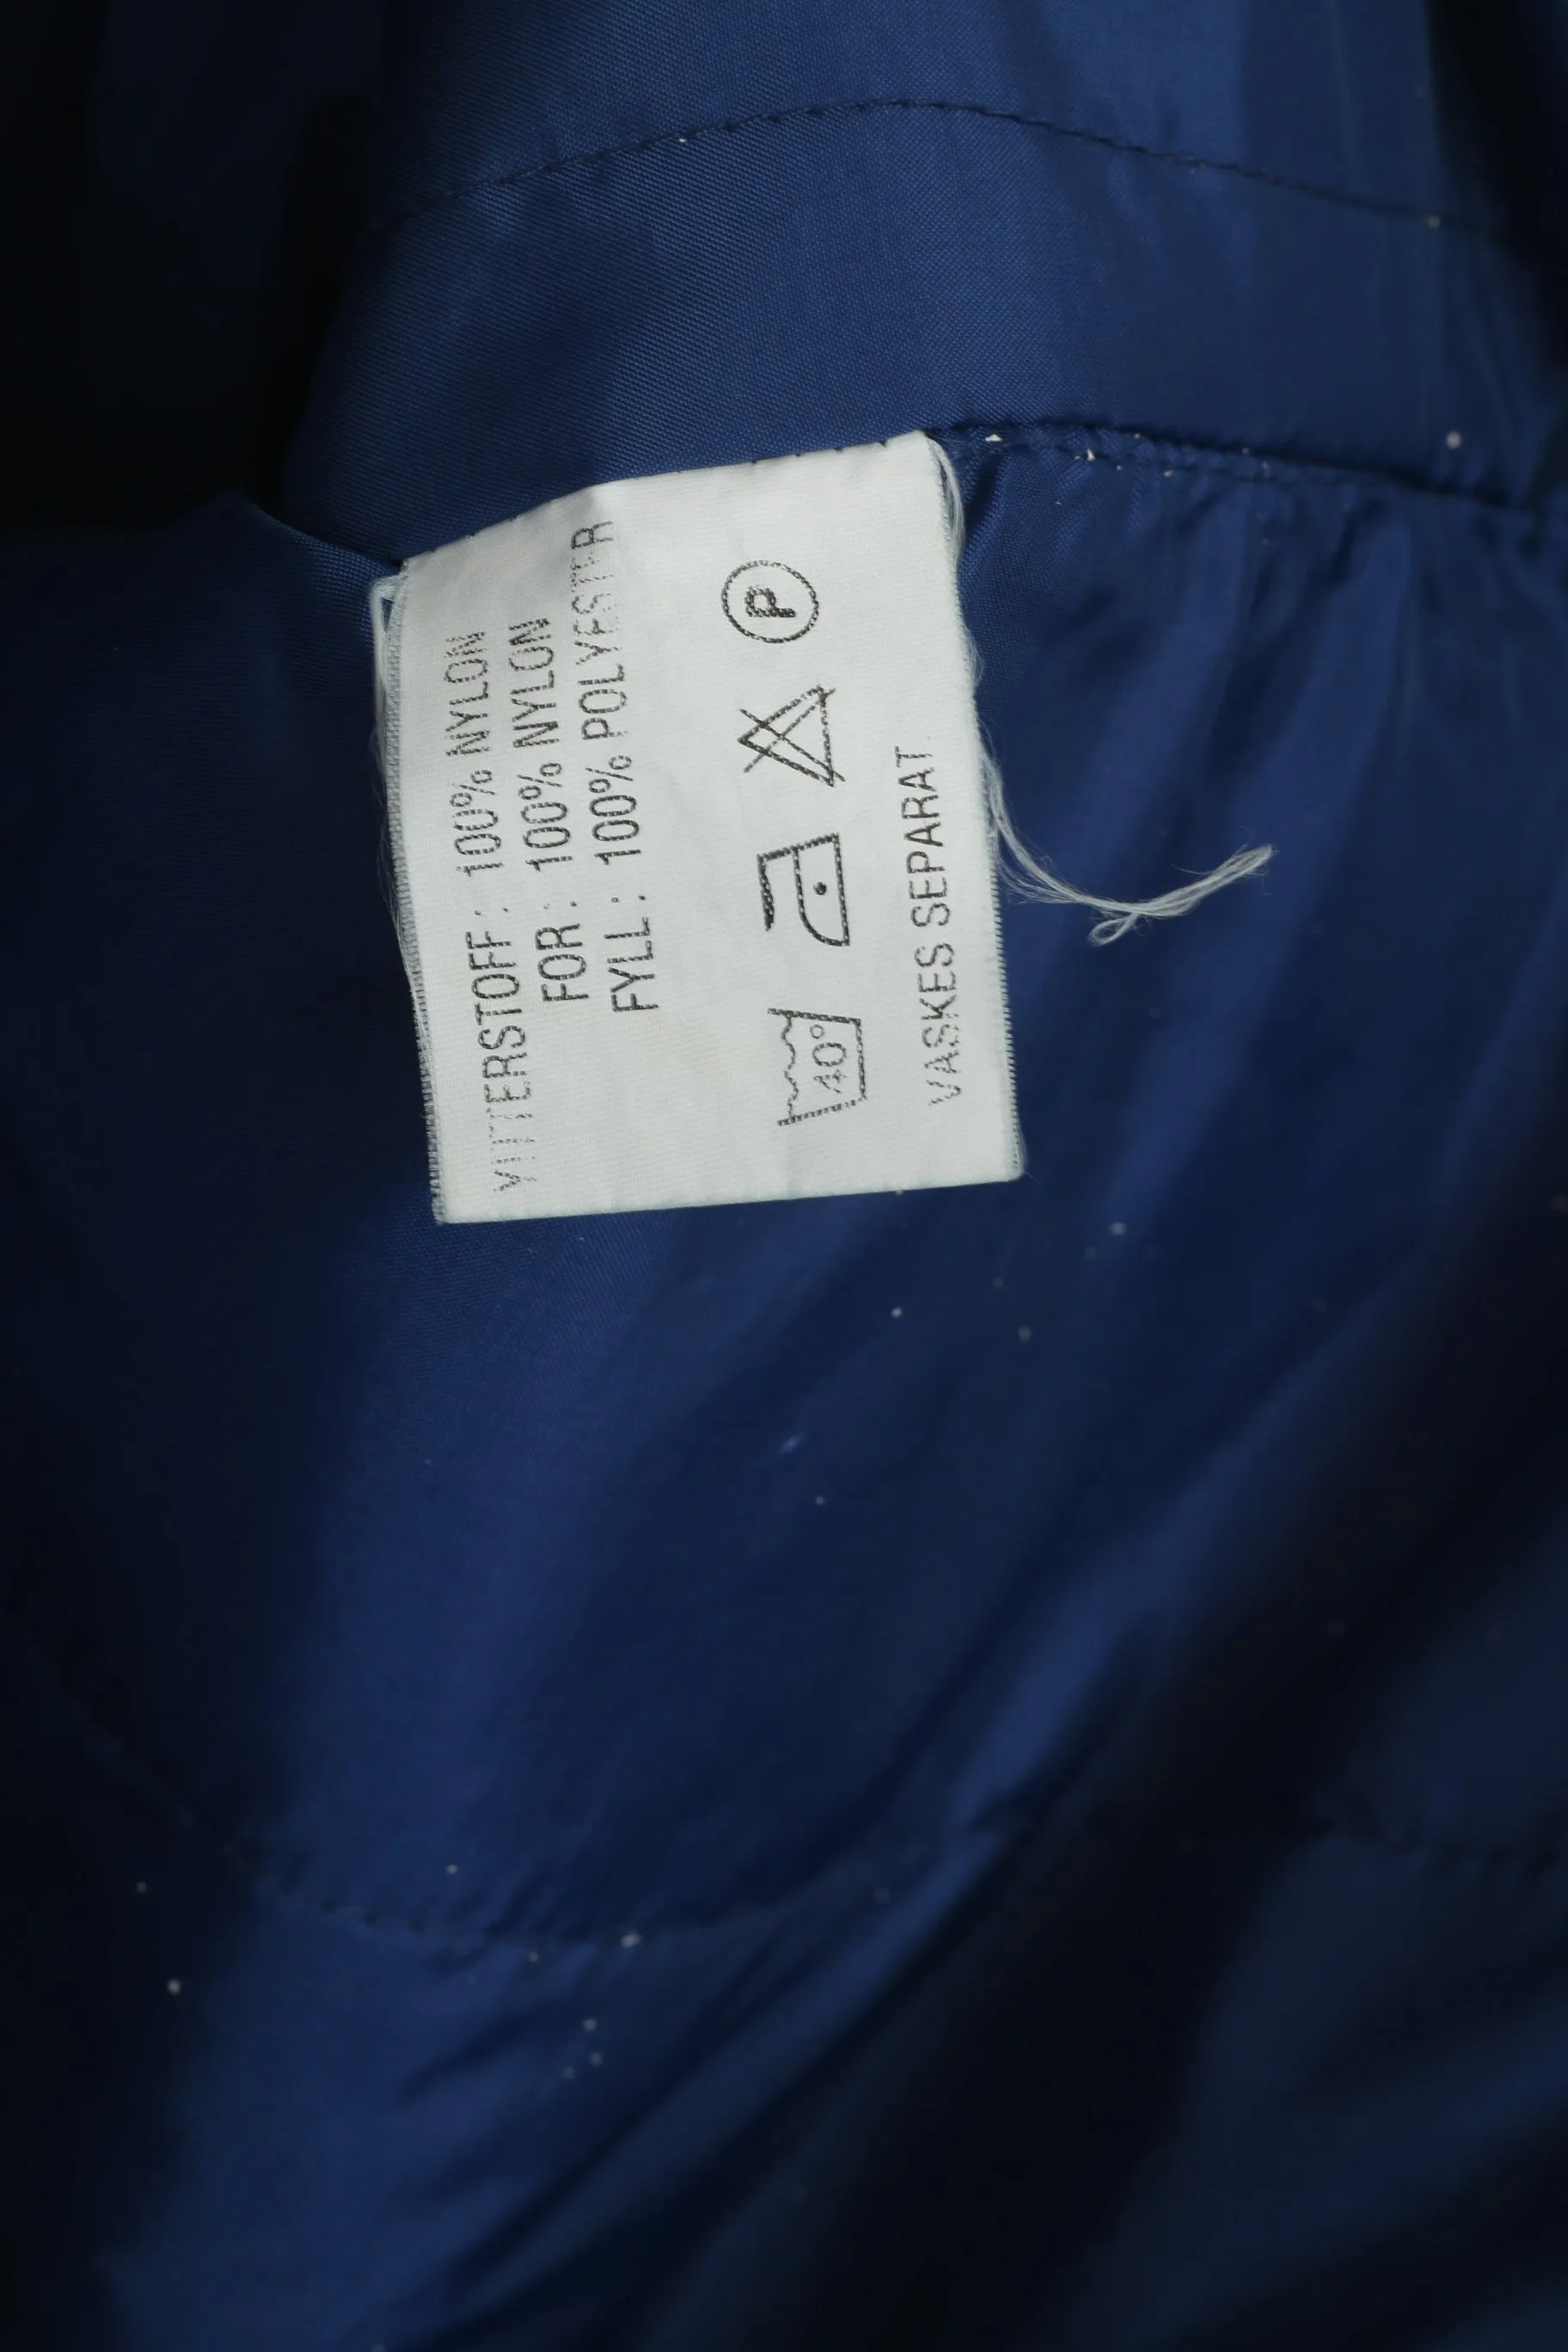 YTTERSTOFF: 100% NYLON
FOR: 100% NYLON
FYLL: 100% POLYESTER
40° P
VASKES SEPARAT.